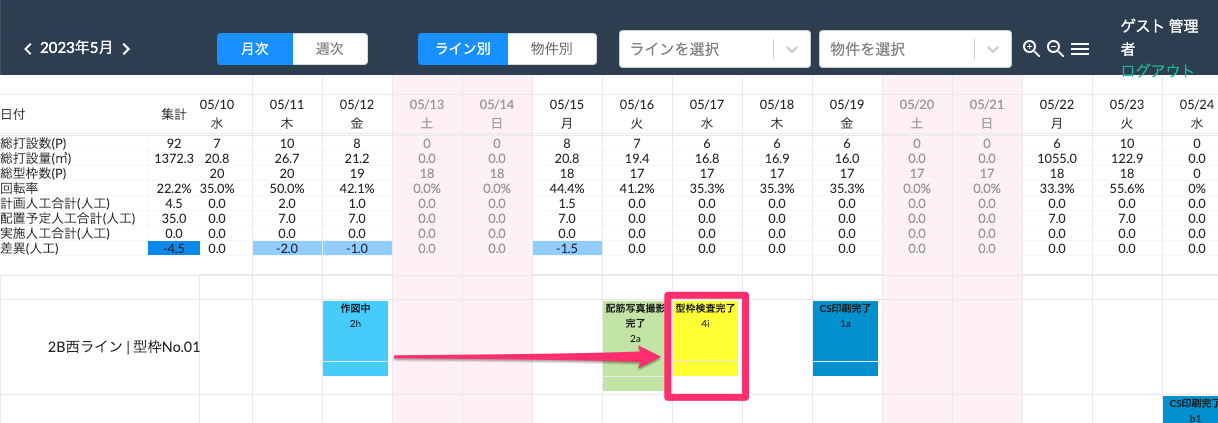 2023年5月
月次
週次
ライン別
物件別
ラインを選択
物件を選択
ゲスト 管理
者
ログアウト
日付 集計 05/10 05/11 05/12 05/13 05/14 05/15 05/16 05/17 05/18 05/19 05/20 05/21 05/22 05/23 05/24
水 木 金 土 日 月 火 水 木 金 土 日 月 火 水
総打設数(P) 92 7 10 8 0 0 8 7 6 6 6 0 0 6 10 0
総打設量(㎥) 1372.3 20.8 26.7 21.2 0.0 0.0 20.8 19.4 16.8 16.9 16.0 0.0 0.0 1055.0 122.9 0.0
総型枠数(P) 20 20 19 18 18 18 17 17 17 17 17 17 18 18 0
回転率 22.2% 35.0% 50.0% 42.1% 0.0% 0.0% 44.4% 41.2% 35.3% 35.3% 35.3% 0.0% 0.0% 33.3% 55.6% 0%
計画人工合計(人工) 4.5 0.0 2.0 1.0 0.0 0.0 1.5 0.0 0.0 0.0 0.0 0.0 0.0 0.0 0.0 0.0
配置予定人工合計(人工) 35.0 0.0 7.0 7.0 0.0 0.0 7.0 0.0 0.0 0.0 0.0 0.0 0.0 7.0 7.0 0.0
実施人工合計(人工) 0.0 0.0 0.0 0.0 0.0 0.0 0.0 0.0 0.0 0.0 0.0 0.0 0.0 0.0 0.0 0.0
差異(人工) -4.5 0.0 -2.0 -1.0 0.0 0.0 -1.5 0.0 0.0 0.0 0.0 0.0 0.0 0.0 0.0 0.0
2B西ライン | 型枠No.01
作図中
2h
配筋写真撮影
完了
2a
型枠検査完了
4i
CS印刷完了
1a
CS印刷完了
b1